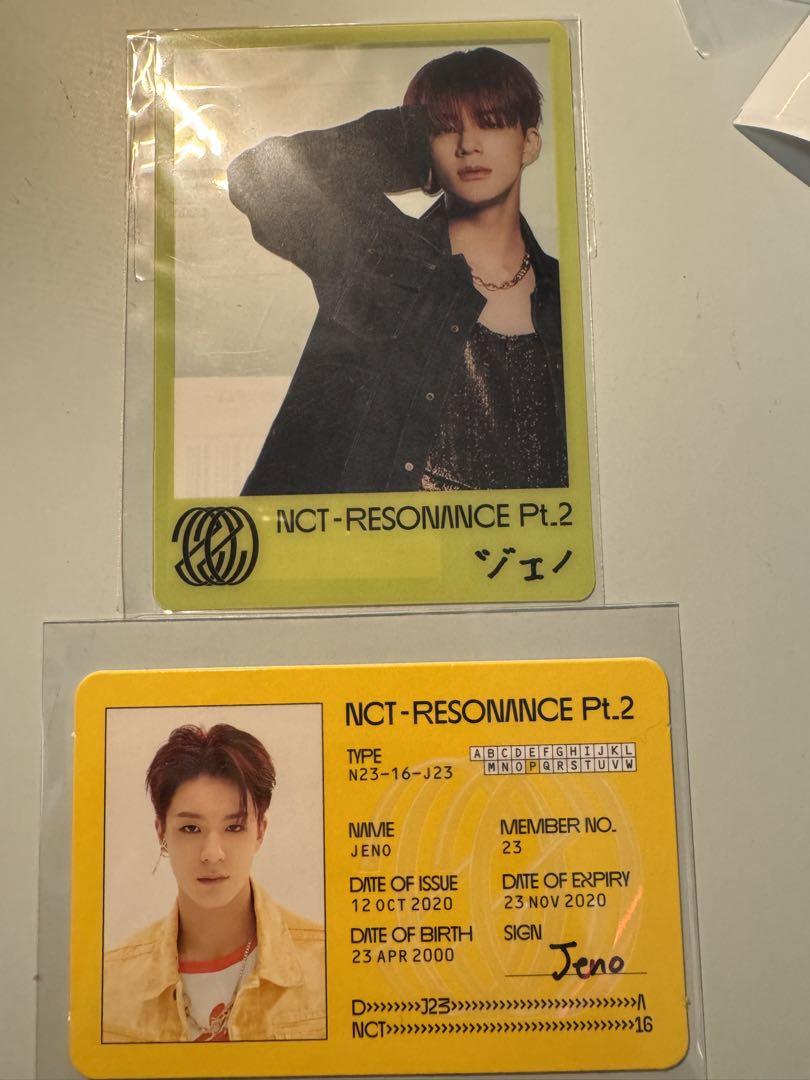 NCT-RESONANCE Pt.2
ジェノ
NCT-RESONANCE Pt.2
TYPE
N23-16-J23
ABCDEFGHIJKL
MNOPQRSTUVW
NAME
JENO
MEMBER NO.
23
DATE OF ISSUE
12 OCT 2020
DATE OF EXPIRY
23 NOV 2020
DATE OF BIRTH
23 APR 2000
SIGN
Jeno
D>>>>>>>>J23>>>>>>>>>>>>>>>>>>>>>>>>>>>A
NCT>>>>>>>>>>>>>>>>>>>>>>>>>>>>>>>>>>>>16